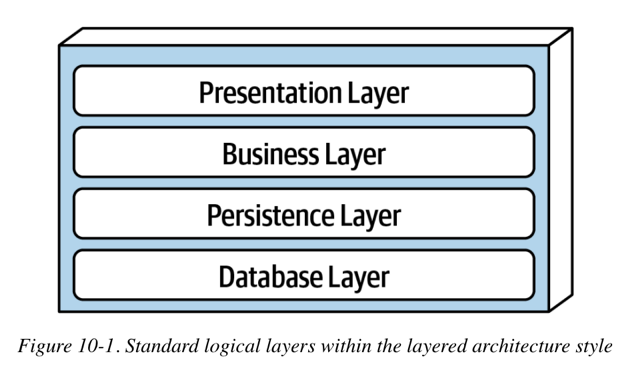 Presentation Layer
Business Layer
Persistence Layer
Database Layer
Figure 10-1. Standard logical layers within the layered architecture style